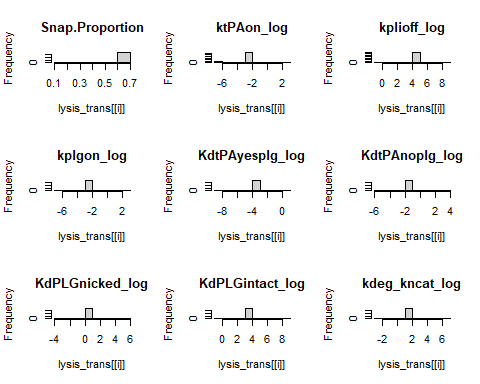 Snap.Proportion ktPAon_log kplioff_log
Frequency Frequency Frequency
0 0 0
0.1 0.3 0.5 0.7 -8 -6 -2 2 0 2 4 6 8
lysis_trans[[i]] lysis_trans[[i]] lysis_trans[[i]]
kplgon_log KdtPAyesplg_log KdtPAnoplg_log
Frequency Frequency Frequency
0 0 0
-6 -2 2 -8 -4 0 -6 -2 2 4
lysis_trans[[i]] lysis_trans[[i]] lysis_trans[[i]]
KdPLGnicked_log KdPLGintact_log kdeg_kncat_log
Frequency Frequency Frequency
0 0 0
-4 0 2 4 6 0 2 4 6 8 -2 2 4 6
lysis_trans[[i]] lysis_trans[[i]] lysis_trans[[i]]